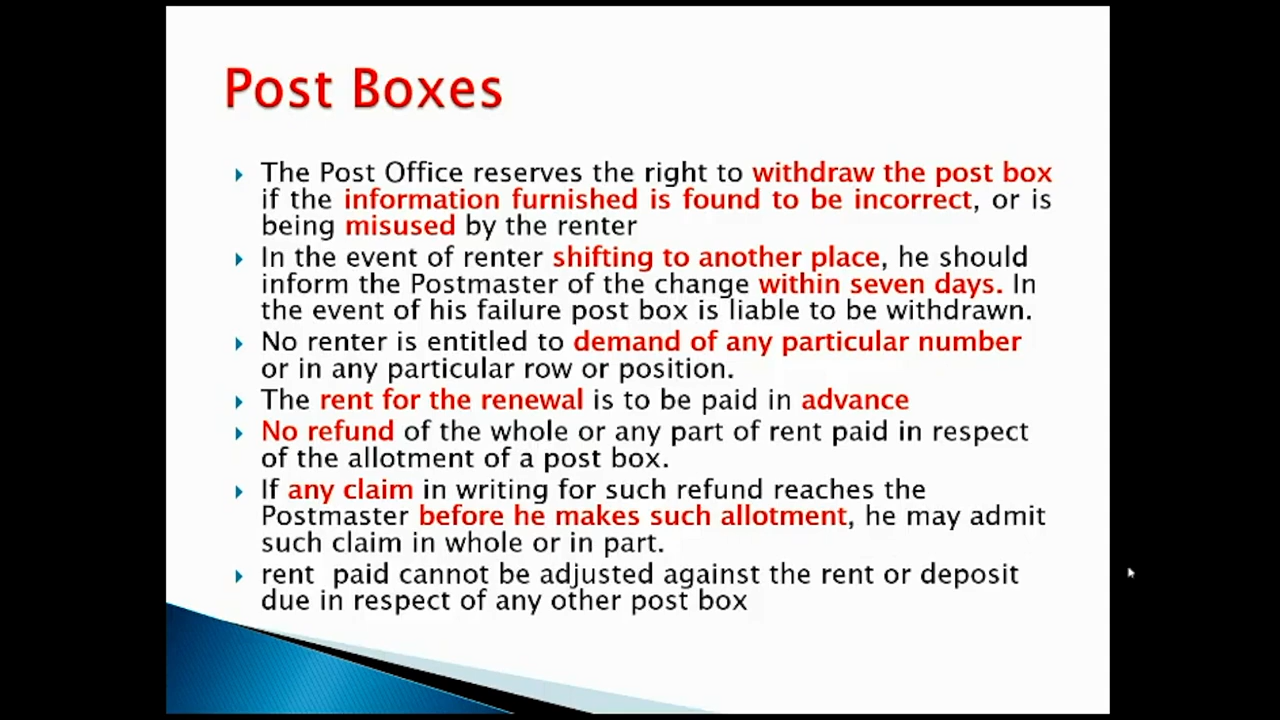 Post Boxes
The Post Office reserves the right to withdraw the post box
if the information furnished is found to be incorrect, or is
being misused by the renter
In the event of renter shifting to another place, he should
inform the Postmaster of the change within seven days. In
the event of his failure post box is liable to be withdrawn.
No renter is entitled to demand of any particular number
or in any particular row or position.
The rent for the renewal is to be paid in advance
No refund of the whole or any part of rent paid in respect
of the allotment of a post box.
If any claim in writing for such refund reaches the
Postmaster before he makes such allotment, he may admit
such claim in whole or in part.
rent  paid cannot be adjusted against the rent or deposit
due in respect of any other post box